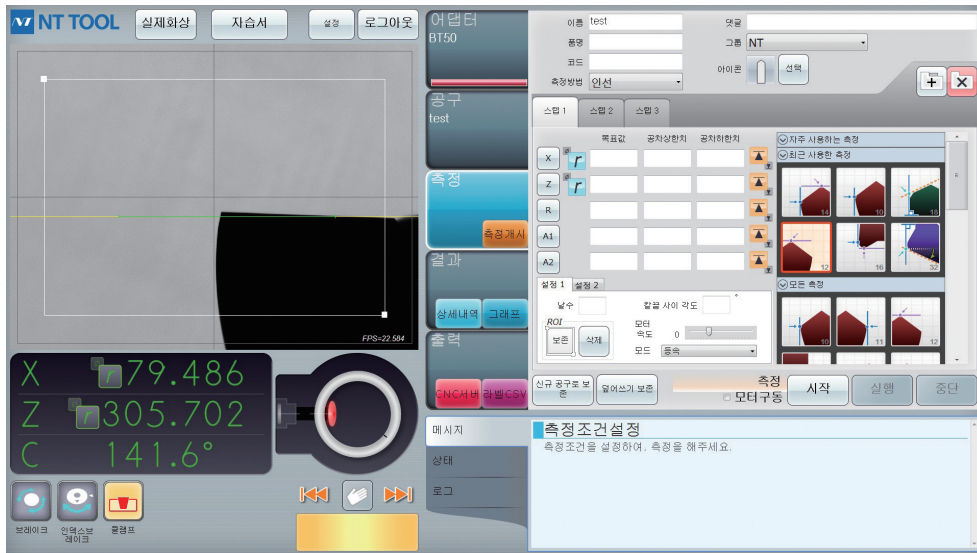 NT TOOL
실제화상
자습서
설정
로그아웃
FPS=22.584
X r 79.486
Z r 305.702
C 141.6°
브레이크
인덱스브
레이크
클램프
어댑터
BT50
공구
test
측정
측정개시
결과
상세내역
그래프
출력
CNC서버
라벨CSV
이름 test
댓글
품명
그룹 NT
코드
아이콘
선택
측정방법 인선
스텝 1
스텝 2
스텝 3
목표값
공차상한치
공차하한치
X r
Z r
R
A1
A2
자주 사용하는 측정
최근 사용한 측정
14
10
18
12
16
32
모든 측정
10
11
12
설정 1
설정 2
날수
칼끝 사이 각도 °
ROI
보존
삭제
모터
속도 0
모드 등속
신규 공구로 보
존
덮어쓰기 보존
측정
모터구동
시작
실행
중단
메시지
상태
로그
측정조건설정
측정조건을 설정하여. 측정을 해주세요.